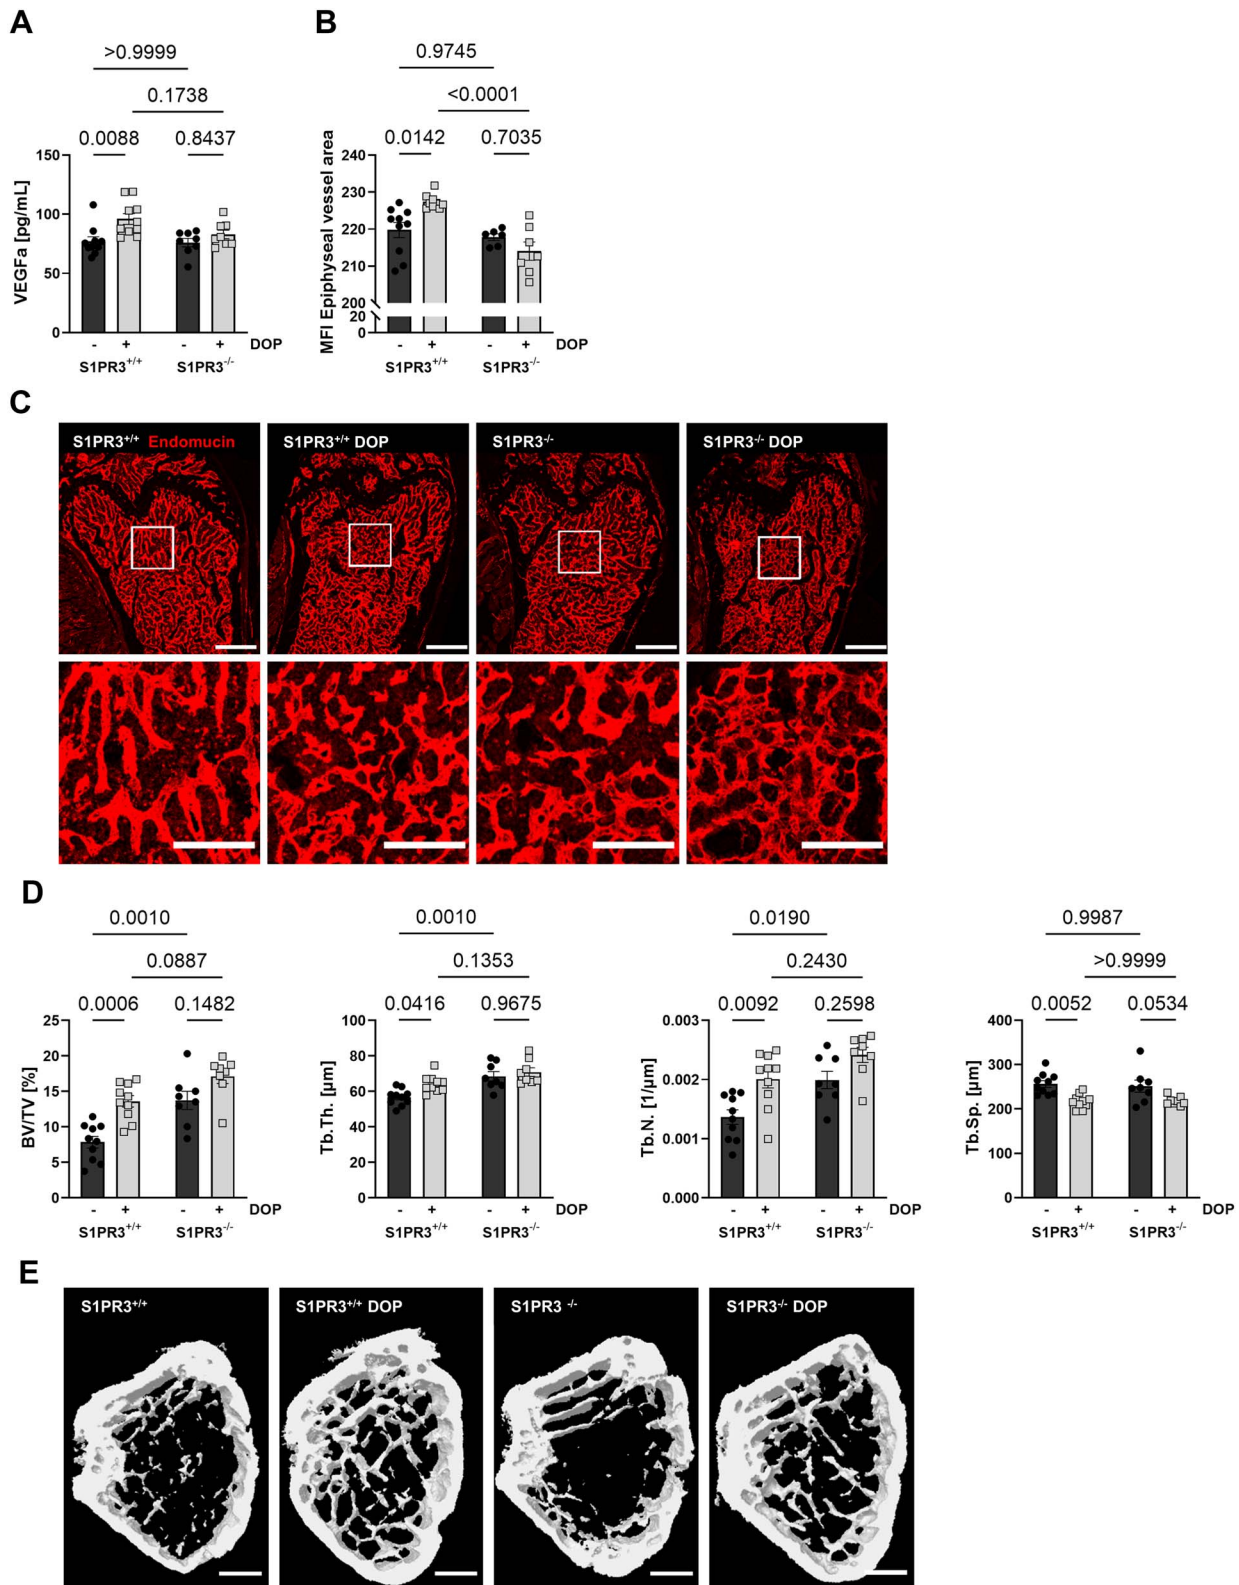 A
B
>0.9999
0.9745
0.1738
<0.0001
0.0088
0.8437
0.0142
0.7035
VEGFa [pg/mL]
150
100
50
0
- + - + DOP
S1PR3+/+ S1PR3-/-
MFI Epiphyseal vessel area
240
230
220
210
200
20
0
- + - + DOP
S1PR3+/+ S1PR3-/-
C
S1PR3+/+ Endomucin
S1PR3+/+ DOP
S1PR3-/-
S1PR3-/- DOP
D
0.0010
0.0887
0.0006
0.1482
BV/TV [%]
25
20
15
10
5
0
- + - + DOP
S1PR3+/+ S1PR3-/-
0.0010
0.1353
0.0416
0.9675
Tb.Th. [µm]
100
80
60
40
20
0
- + - + DOP
S1PR3+/+ S1PR3-/-
0.0190
0.2430
0.0092
0.2598
Tb.N. [1/µm]
0.003
0.002
0.001
0.000
- + - + DOP
S1PR3+/+ S1PR3-/-
0.9987
>0.9999
0.0052
0.0534
Tb.Sp. [µm]
400
300
200
100
0
- + - + DOP
S1PR3+/+ S1PR3-/-
E
S1PR3+/+
S1PR3+/+ DOP
S1PR3 -/-
S1PR3-/- DOP